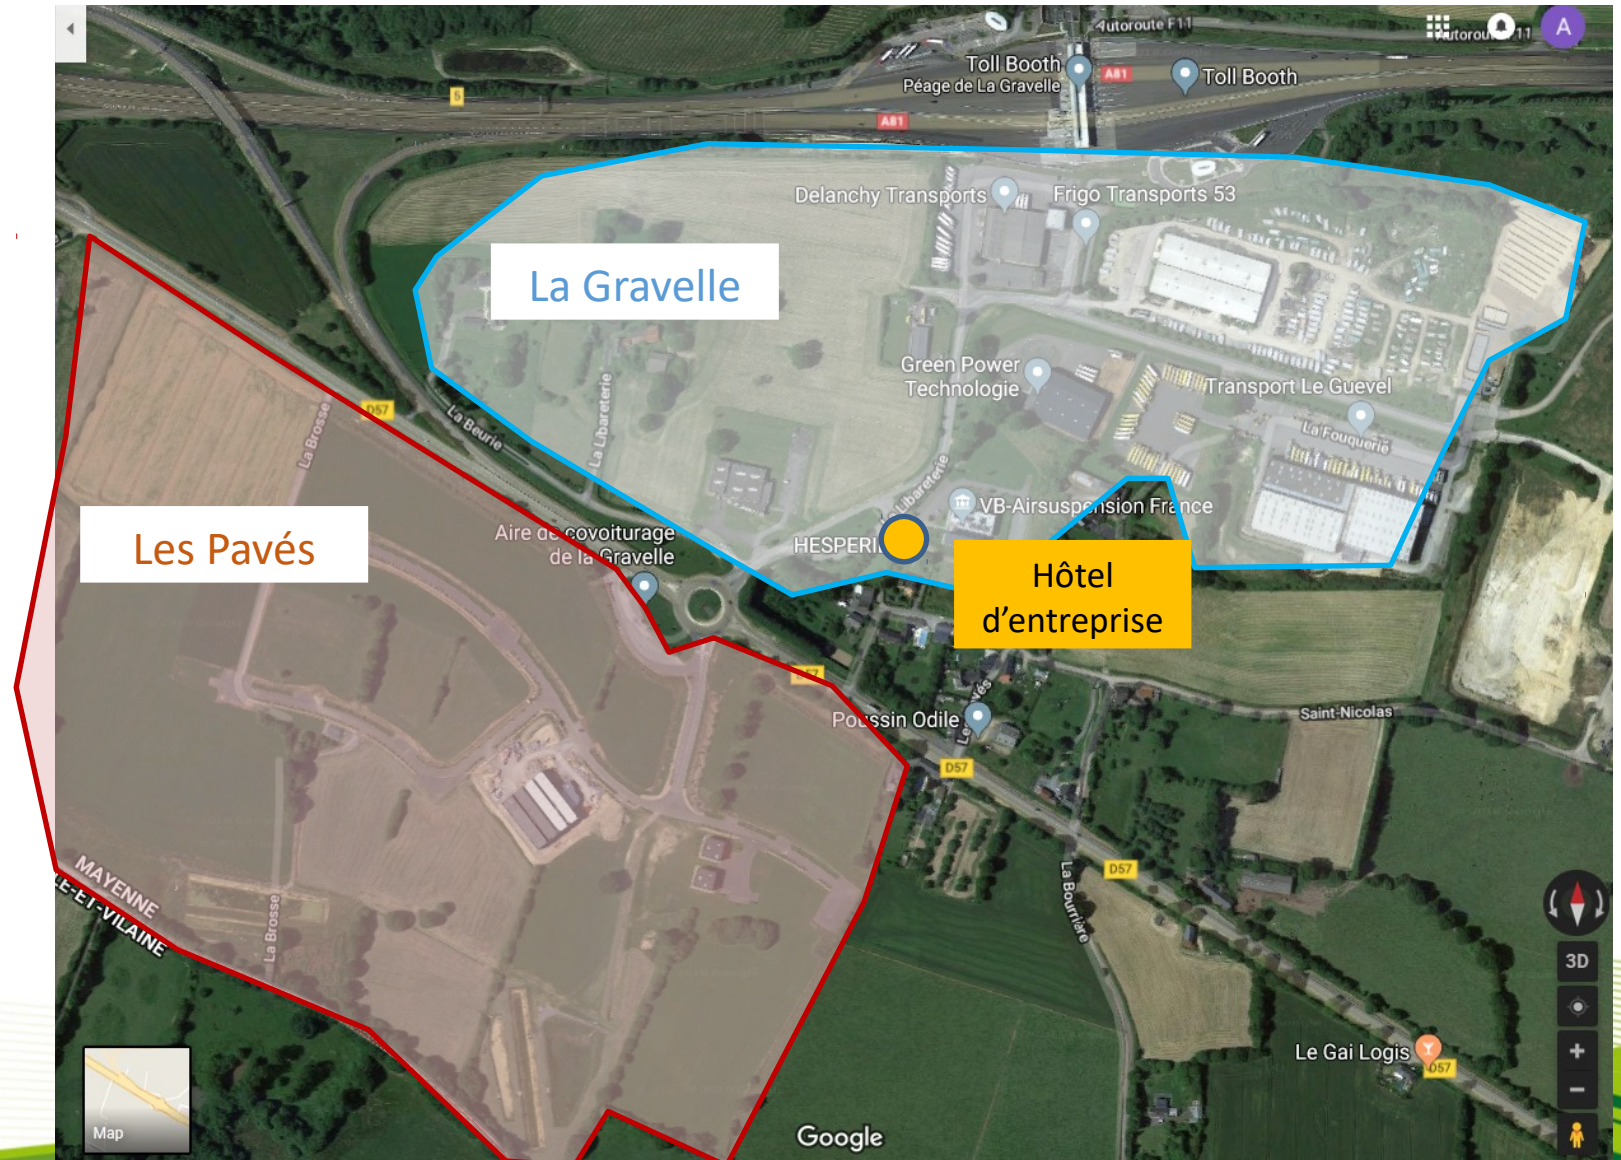 Autoroute F11
A
Toll Booth
Péage de La Gravelle
A81
Toll Booth
5
A81
Delanchy Transports
Frigo Transports 53
La Gravelle
Green Power
Technologie
Transport Le Guevel
La Fouquerie
D57
La Brosse
La Beurie
La Libareterie
La Libareterie
VB-Airsuspension France
Les Pavés
Aire de covoiturage
de la Gravelle
Hôtel
d'entreprise
D57
Saint-Nicolas
Poussin Odile
D57
D57
La Bourrière
MAYENNE
La Brosse
3D
Le Gai Logis
D57
+
−
Map
Google